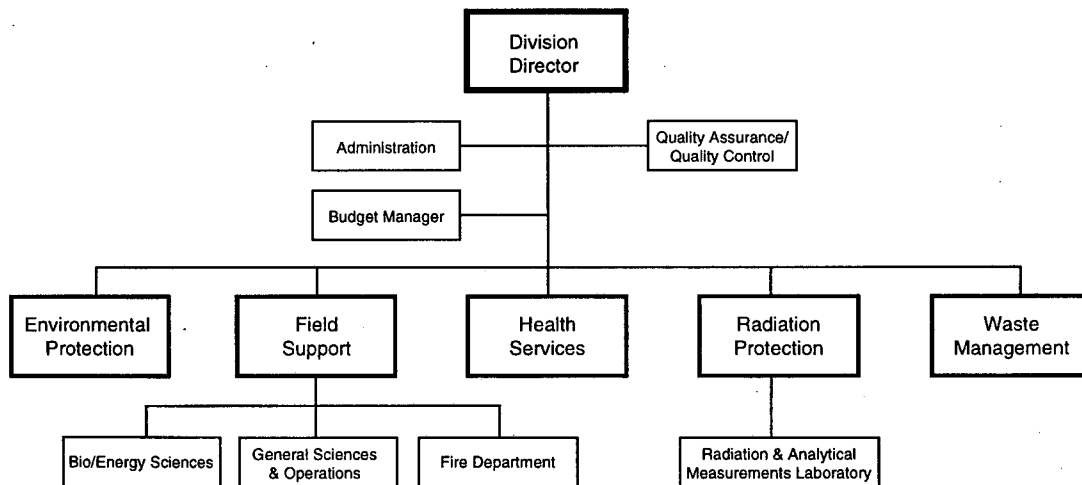 Division
Director
Administration
Quality Assurance/
Quality Control
Budget Manager
Environmental
Protection
Field
Support
Health
Services
Radiation
Protection
Waste
Management
Bio/Energy Sciences
General Sciences
& Operations
Fire Department
Radiation & Analytical
Measurements Laboratory